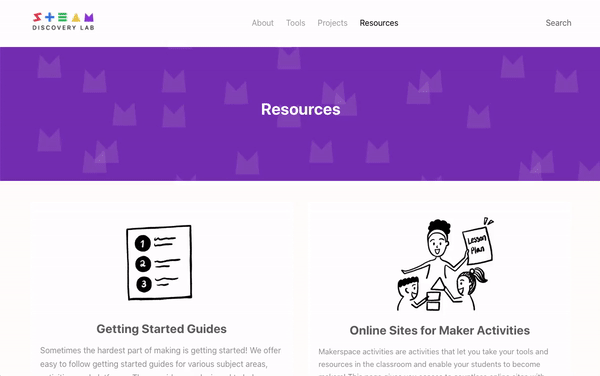 STEAM
DISCOVERY LAB
About Tools Projects Resources Search
Resources
1
2
3
Lesson
Plan
Getting Started Guides
Sometimes the hardest part of making is getting started! We offer
easy to follow getting started guides for various subject areas,
Online Sites for Maker Activities
Makerspace activities are activities that let you take your tools and
resources in the classroom and enable your students to become